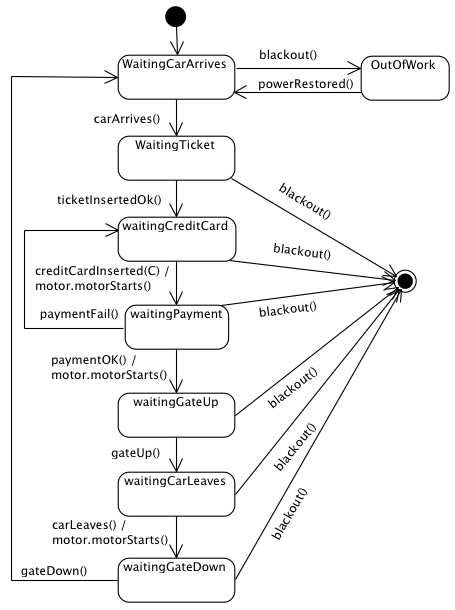 blackout()
WaitingCarArrives
OutOfWork
powerRestored()
carArrives()
WaitingTicket
blackout()
ticketInsertedOk()
waitingCreditCard
blackout()
creditCardInserted(C) /
motor.motorStarts()
paymentFail()
waitingPayment
blackout()
paymentOK() /
motor.motorStarts()
blackout()
waitingGateUp
gateUp()
blackout()
waitingCarLeaves
carLeaves() /
motor.motorStarts()
blackout()
gateDown()
waitingGateDown